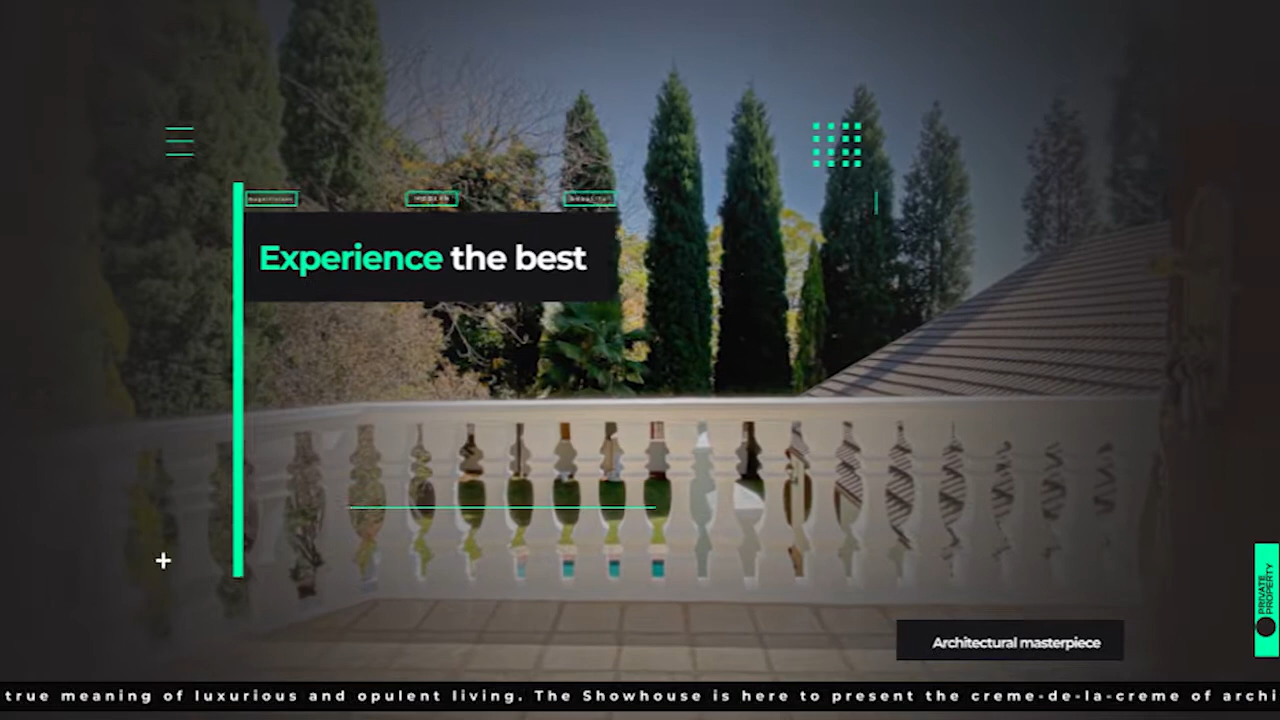 Experience the best
PRIVATE
PROPERTY
Architectural masterpiece
true meaning of luxurious and opulent living. The Showhouse is here to present the creme-de-la-creme of archi